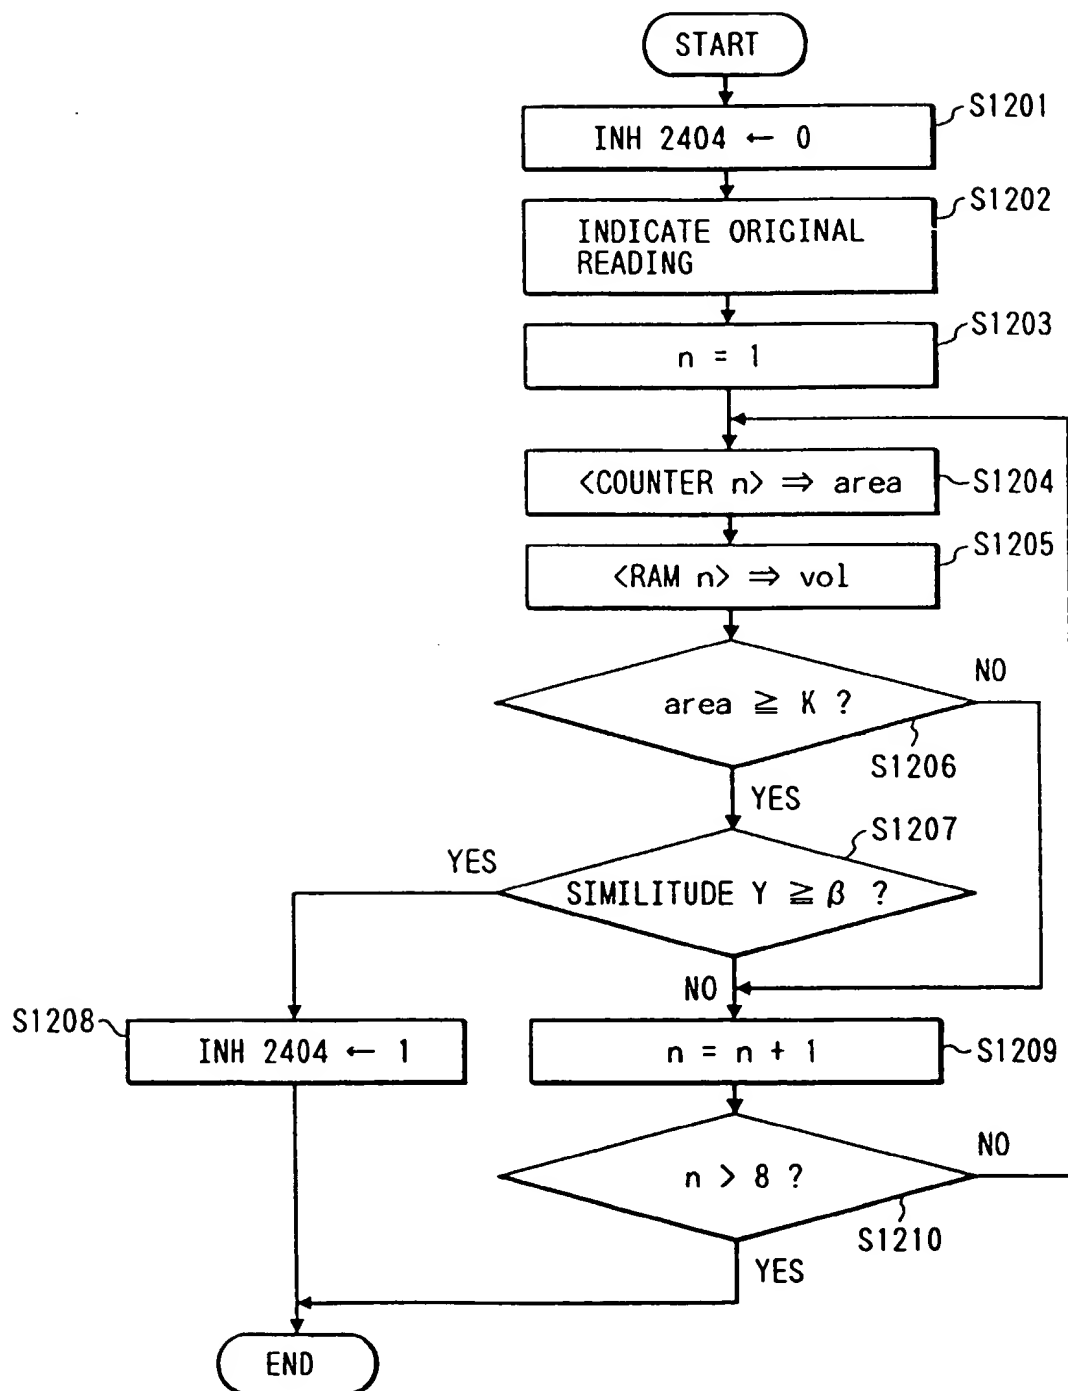 START
S1201
INH 2404 ← 0
S1202
INDICATE ORIGINAL
READING
S1203
n = 1
<COUNTER n> ⇒ area
S1204
S1205
<RAM n> ⇒ vol
NO
area ≧ K ?
S1206
YES
S1207
YES
SIMILITUDE Y ≧ β ?
NO
S1208
INH 2404 ← 1
n = n + 1
S1209
NO
n > 8 ?
S1210
YES
END